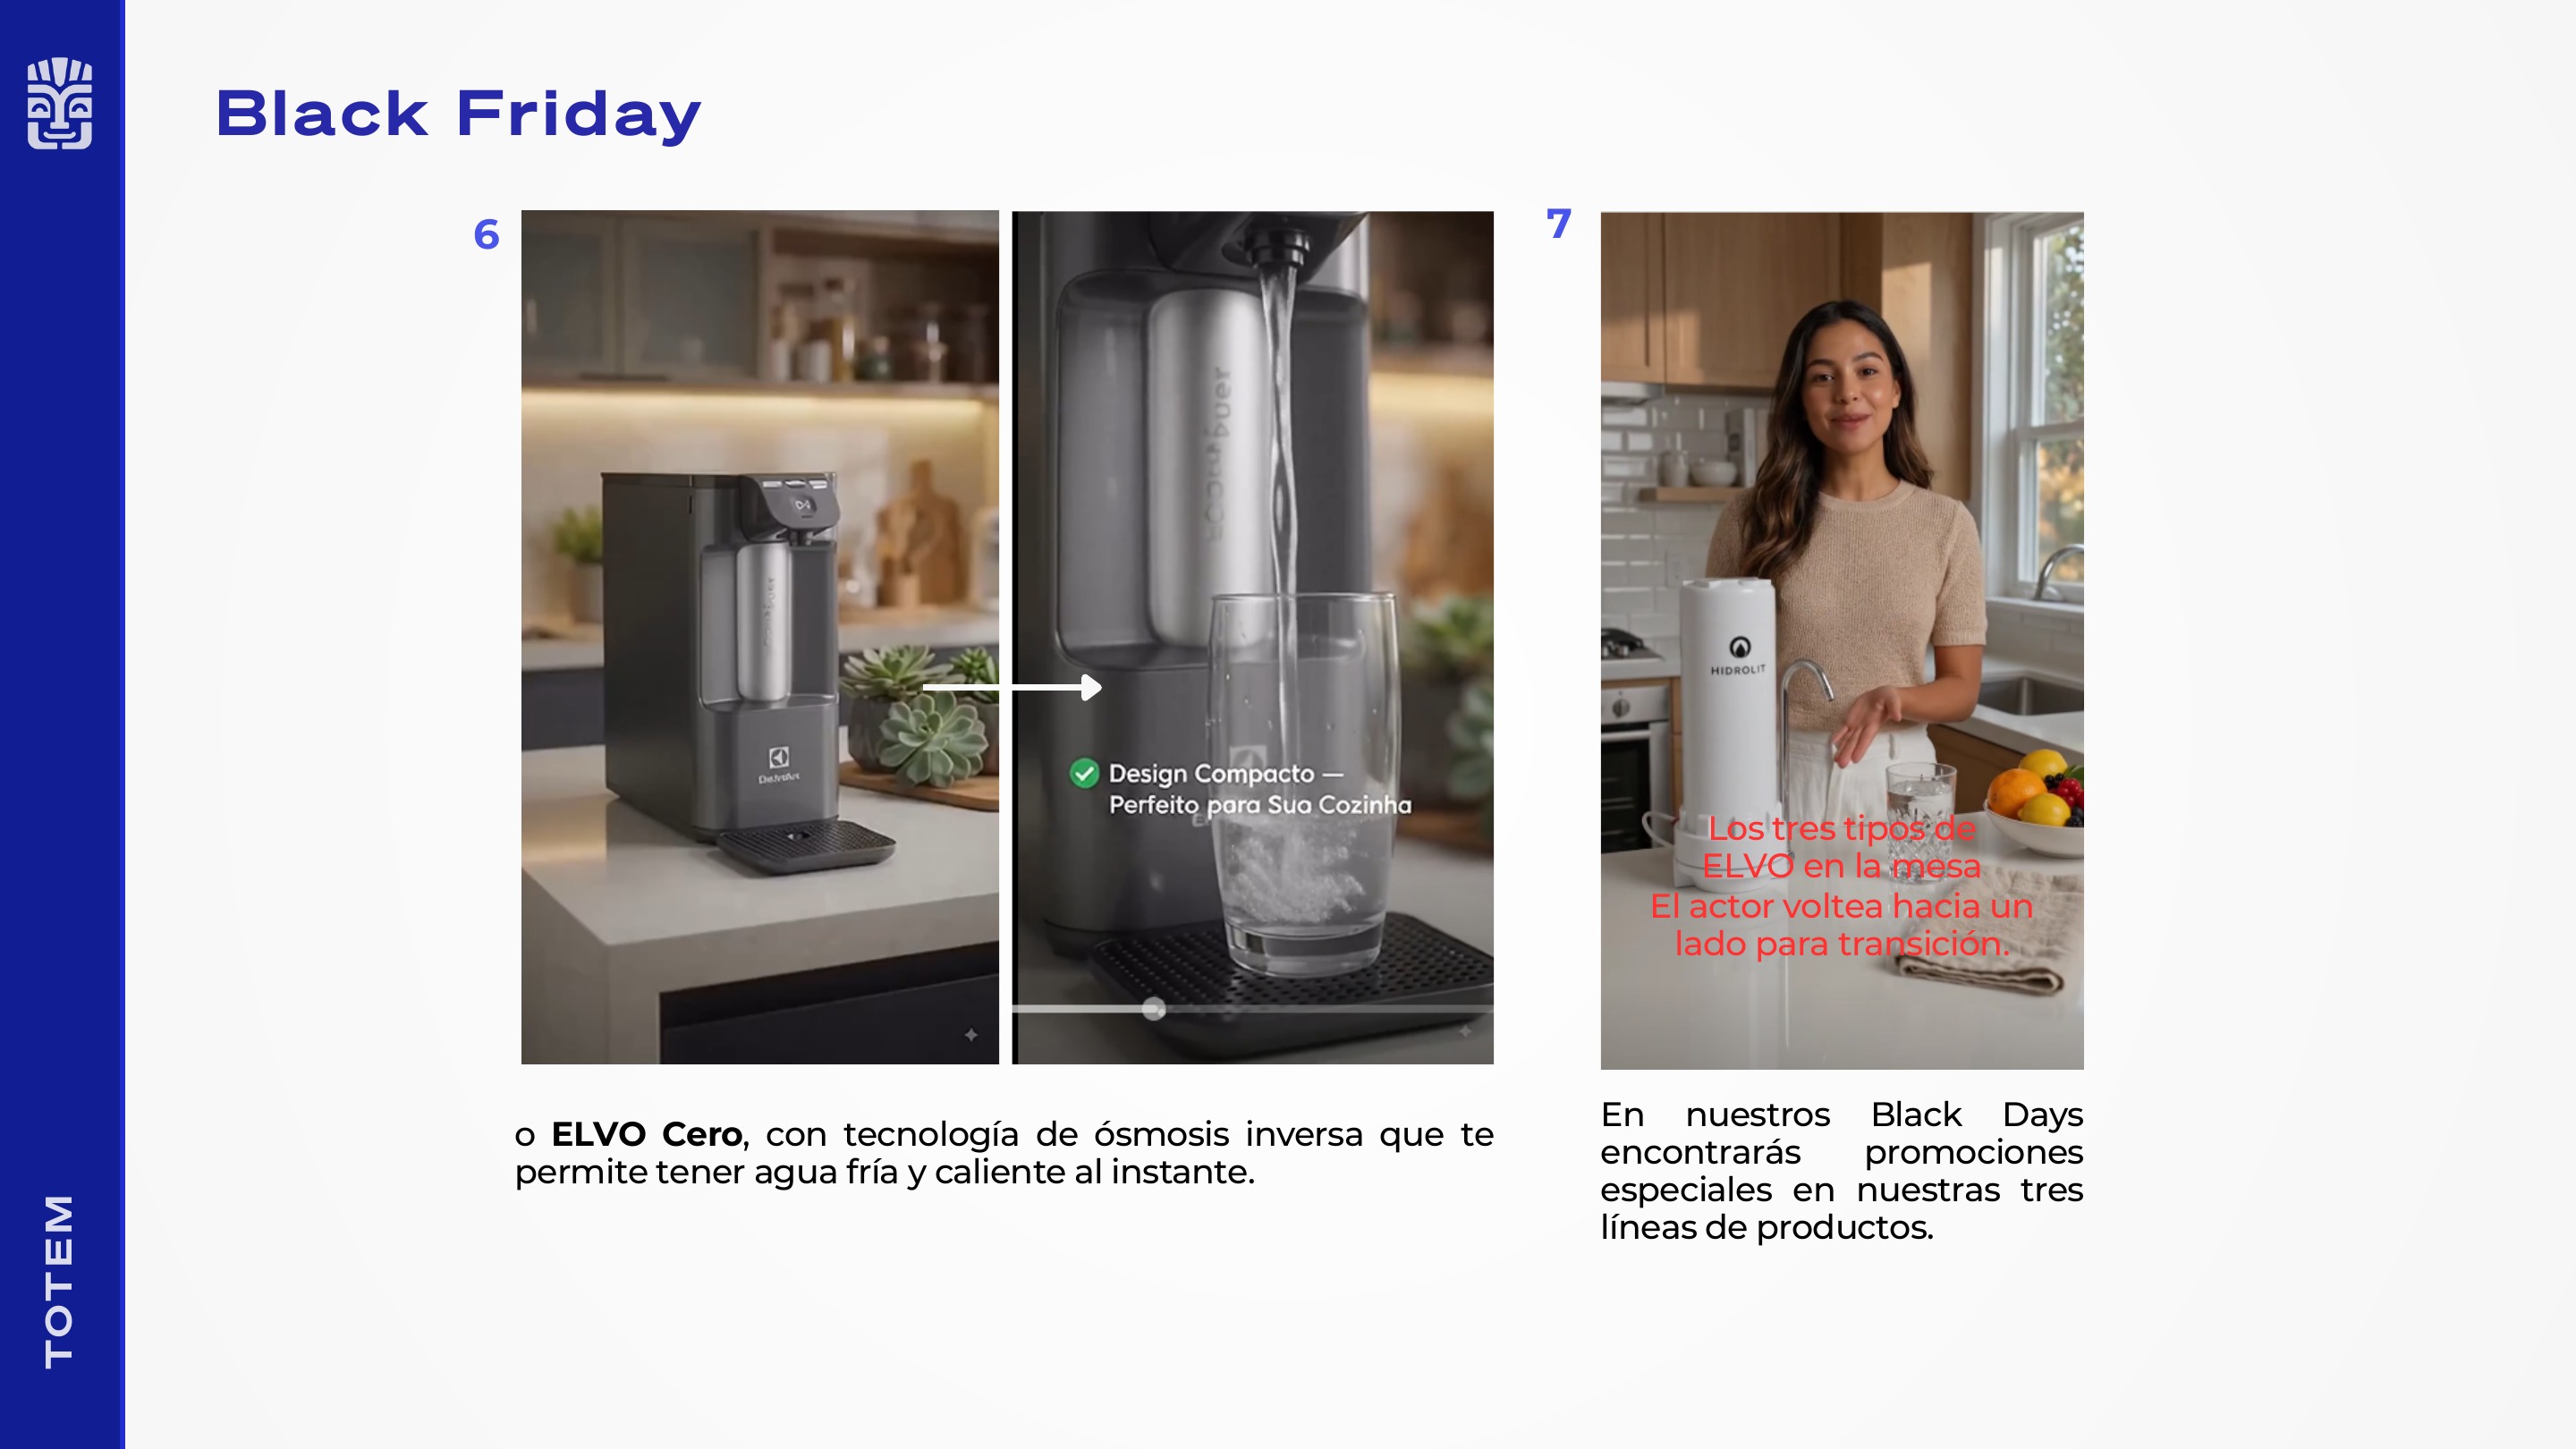 Black Friday
6
Design Compacto —
Perfeito para Sua Cozinha
o ELVO Cero, con tecnología de ósmosis inversa que te
permite tener agua fría y caliente al instante.
7
HIDROLIT
Los tres tipos de
ELVO en la mesa
El actor voltea hacia un
lado para transición.
En nuestros Black Days
encontrarás promociones
especiales en nuestras tres
líneas de productos.
TOTEM